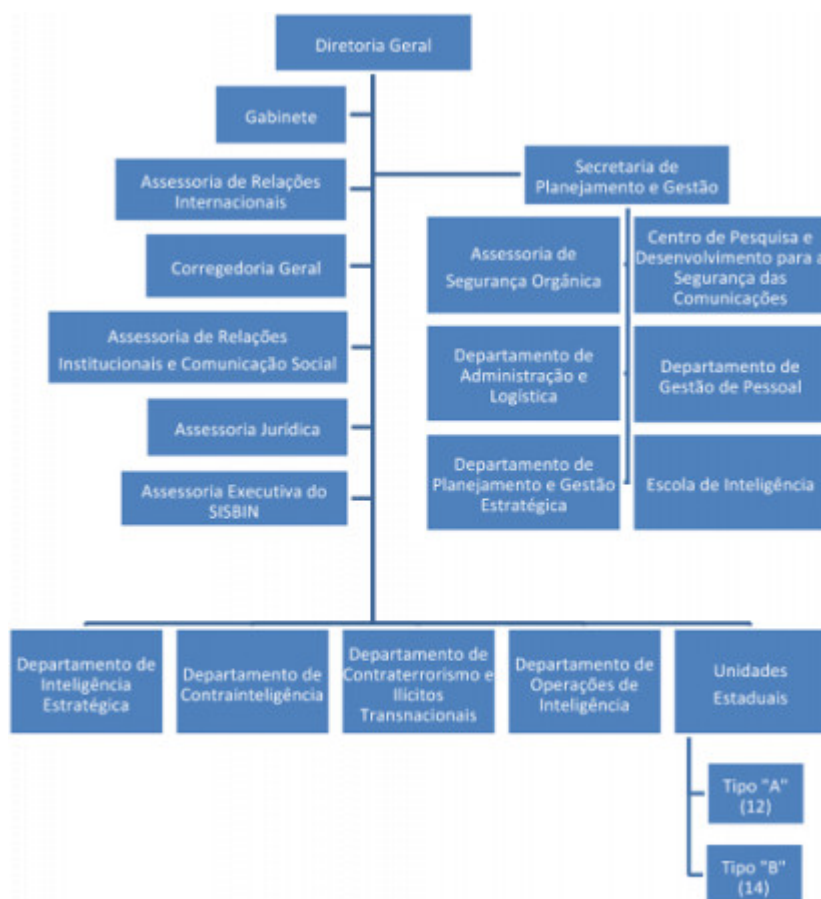 Diretoria Geral
Gabinete
Assessoria de Relações
Internacionais
Corregedoria Geral
Assessoria de Relações
Institucionais e Comunicação Social
Assessoria Jurídica
Assessoria Executiva do
SISBIN
Secretaria de
Planejamento e Gestão
Assessoria de
Segurança Orgânica
Centro de Pesquisa e
Desenvolvimento para a
Segurança das
Comunicações
Departamento de
Administração e
Logística
Departamento de
Gestão de Pessoal
Departamento de
Planejamento e Gestão
Estratégica
Escola de Inteligência
Departamento de
Inteligência
Estratégica
Departamento de
Contrainteligência
Departamento de
Contraterrorismo e
Ilícitos
Transnacionais
Departamento de
Operações de
Inteligência
Unidades
Estaduais
Tipo "A"
(12)
Tipo "B"
(14)